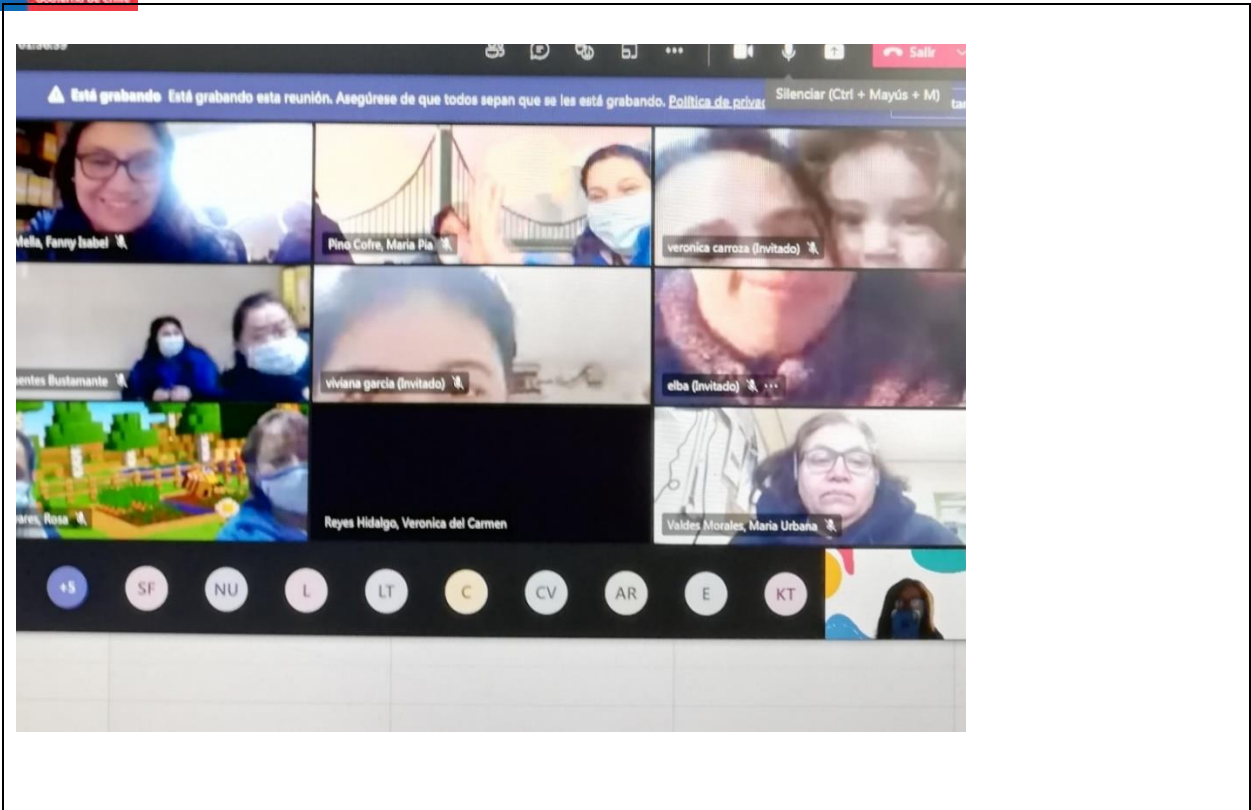 Salir
Está grabando Está grabando esta reunión. Asegúrese de que todos sepan que se les está grabando. Política de privac
Silenciar (Ctrl + Mayús + M)
Mella, Fanny Isabel
Pino Cofre, Maria Pia
veronica carroza (Invitado)
entes Bustamante
viviana garcia (Invitado)
elba (Invitado)
ares, Rosa
Reyes Hidalgo, Veronica del Carmen
Valdes Morales, Maria Urbana
+5
SF
NU
L
LT
C
CV
AR
E
KT